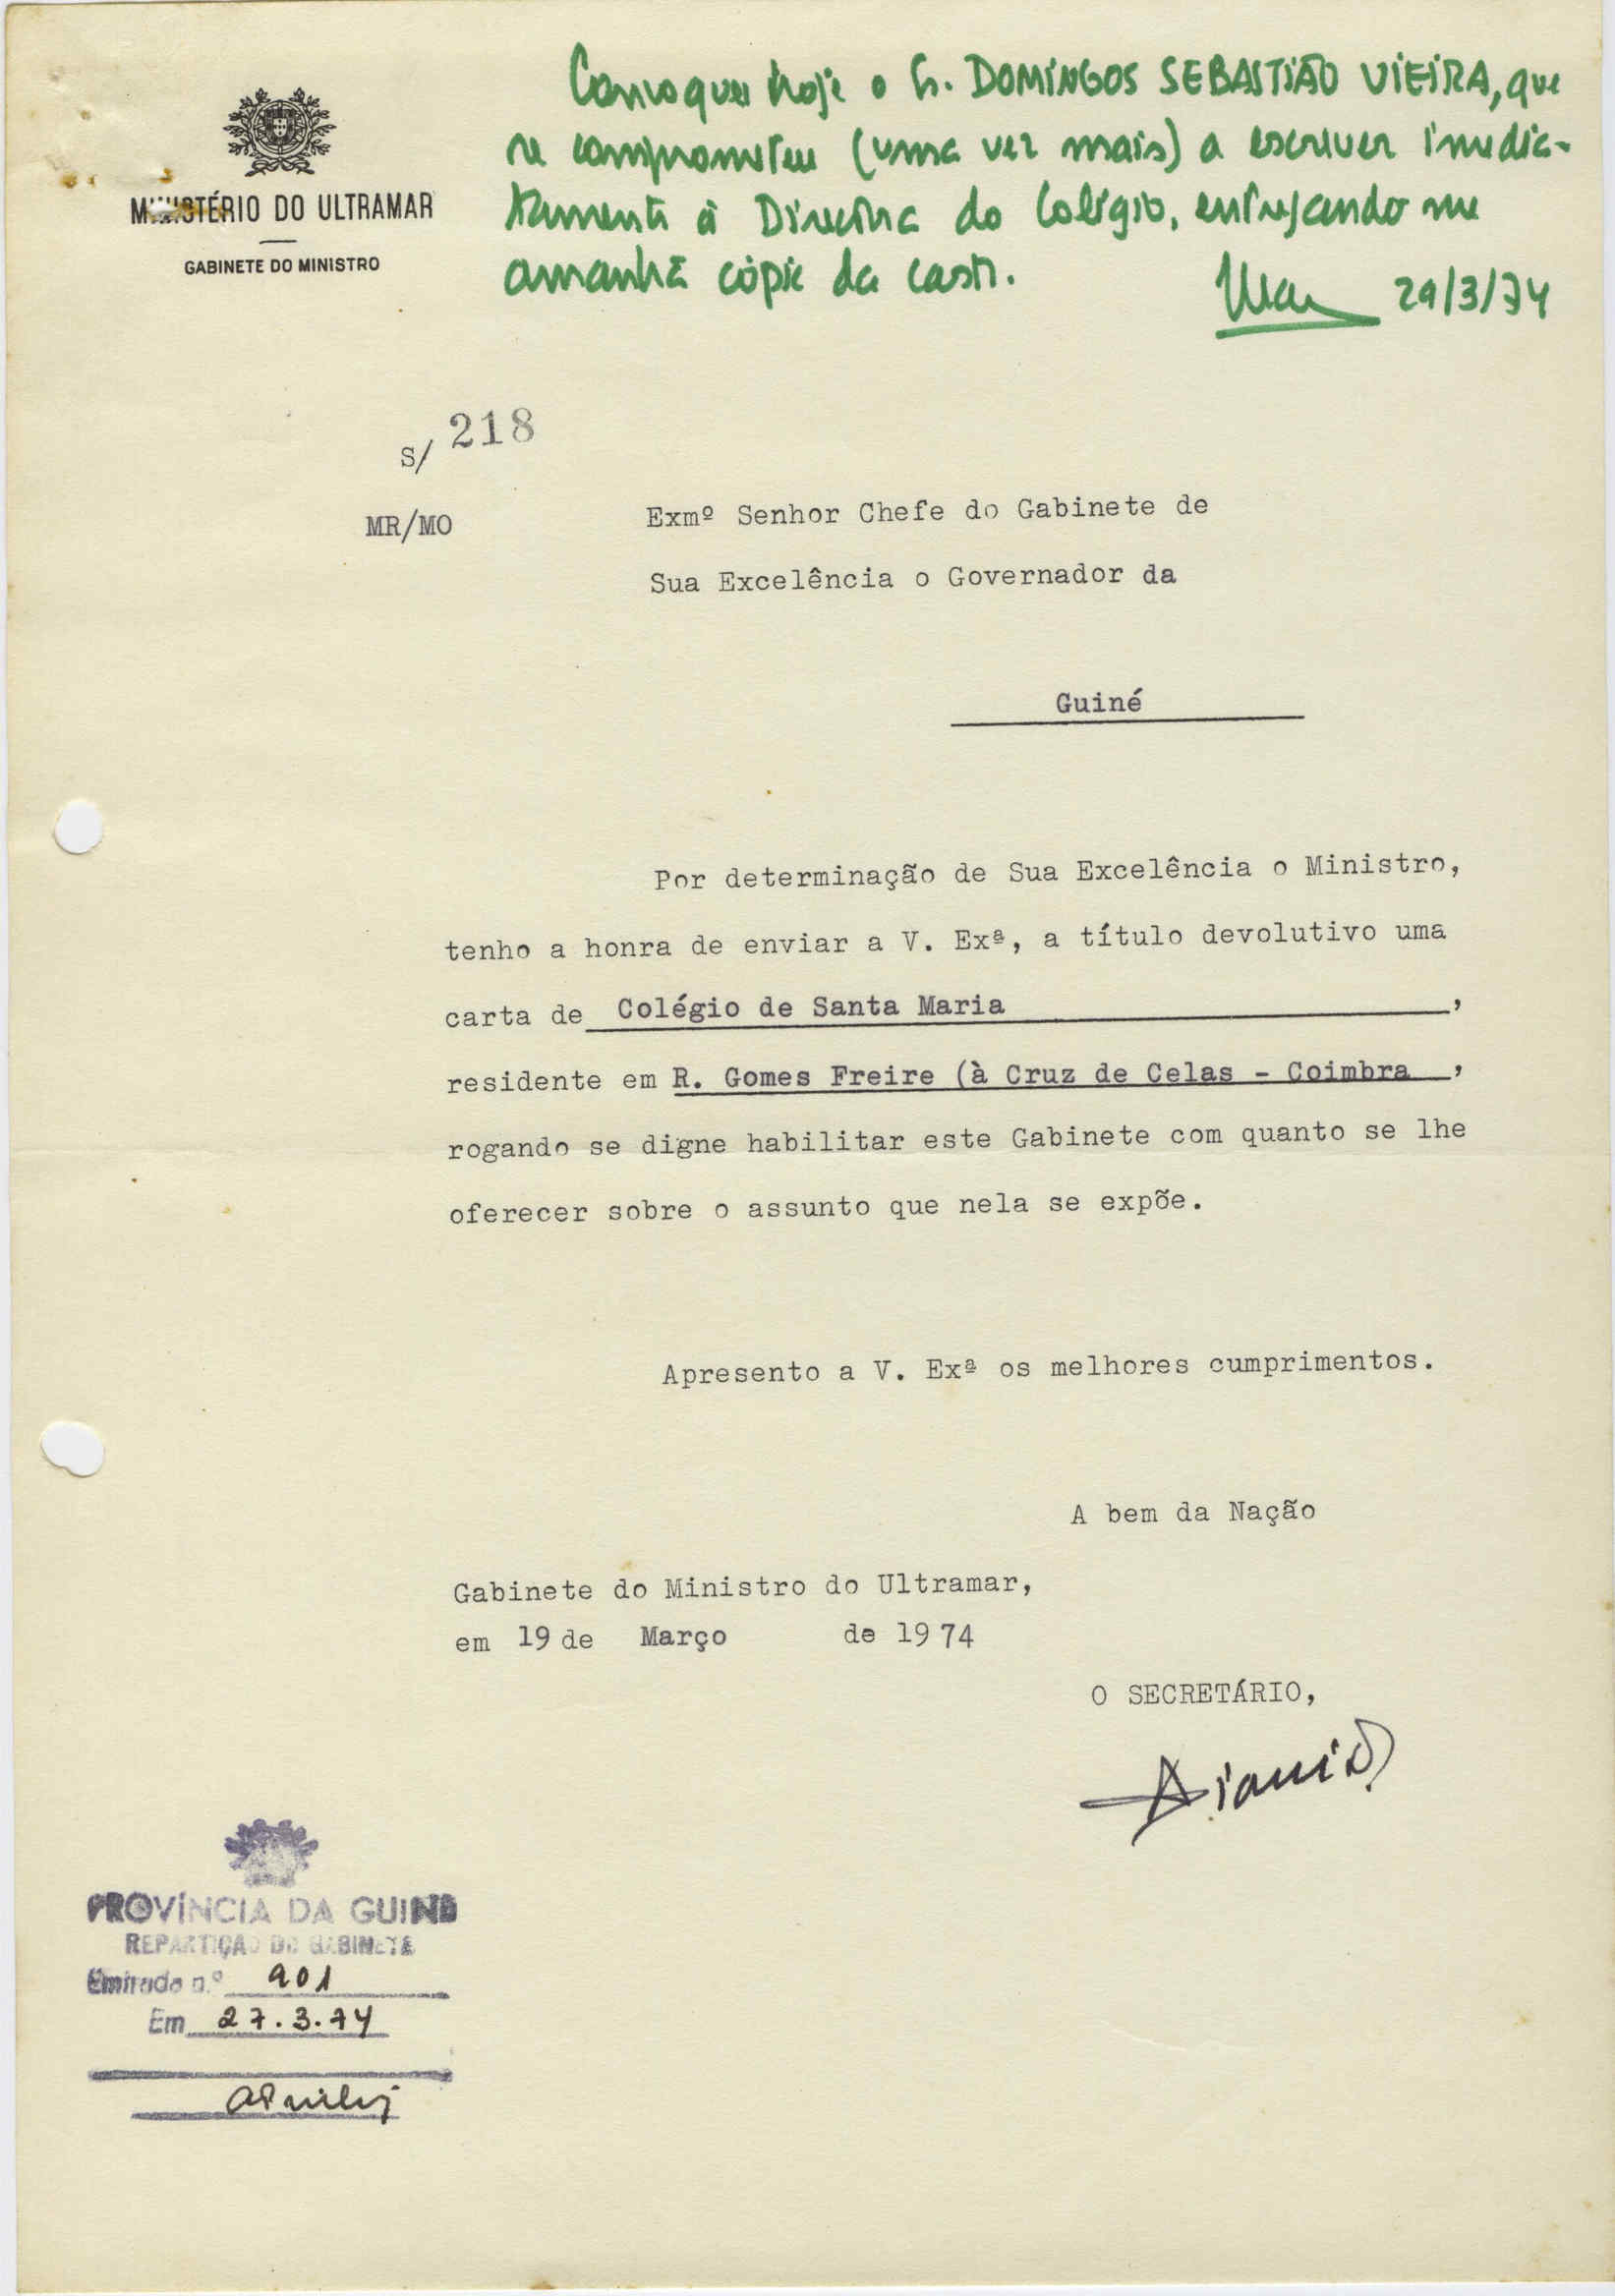 Convoquei hoje o Sr. DOMINGOS SEBASTIÃO VIEIRA, que
se comprometeu (uma vez mais) a escrever imedia-
tamente à Directora do Colégio, entregando me
amanhã cópia da carta.
29/3/74
MINISTÉRIO DO ULTRAMAR
GABINETE DO MINISTRO
S/ 218
MR/MO
Exmº Senhor Chefe do Gabinete de
Sua Excelência o Governador da
Guiné
Por determinação de Sua Excelência o Ministro,
tenho a honra de enviar a V. Exª, a título devolutivo uma
carta de Colégio de Santa Maria,
residente em R. Gomes Freire (à Cruz de Celas - Coimbra,
rogando se digne habilitar este Gabinete com quanto se lhe
oferecer sobre o assunto que nela se expõe.
Apresento a V. Exª os melhores cumprimentos.
A bem da Nação
Gabinete do Ministro do Ultramar,
em 19 de Março de 1974
O SECRETÁRIO,
PROVÍNCIA DA GUINÉ
REPARTIÇÃO DO GABINETE
Entrada n.º 901
Em 27.3.74